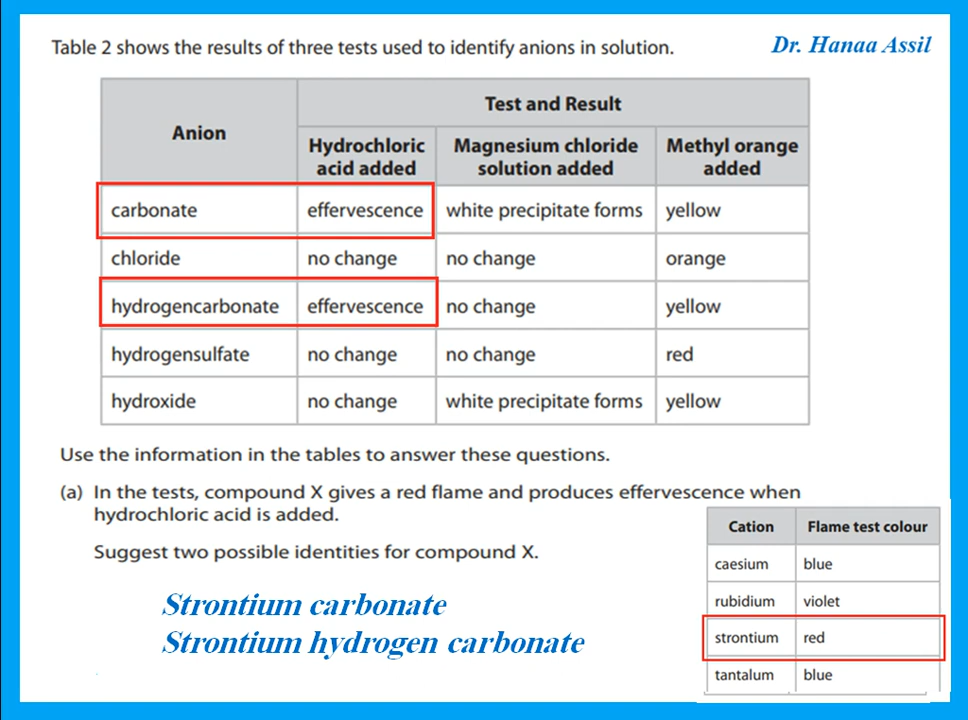 Table 2 shows the results of three tests used to identify anions in solution.
Dr. Hanaa Assil
Anion
Test and Result
Hydrochloric acid added
Magnesium chloride solution added
Methyl orange added
carbonate effervescence white precipitate forms yellow
chloride no change no change orange
hydrogencarbonate effervescence no change yellow
hydrogensulfate no change no change red
hydroxide no change white precipitate forms yellow
Use the information in the tables to answer these questions.
(a) In the tests, compound X gives a red flame and produces effervescence when
hydrochloric acid is added.
Suggest two possible identities for compound X.
Strontium carbonate
Strontium hydrogen carbonate
Cation Flame test colour
caesium blue
rubidium violet
strontium red
tantalum blue